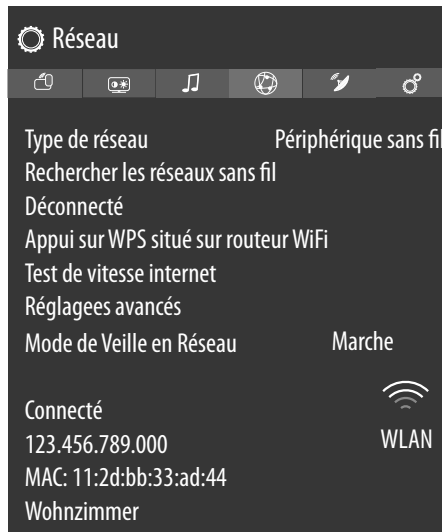 Réseau
Type de réseau Périphérique sans fil
Rechercher les réseaux sans fil
Déconnecté
Appui sur WPS situé sur routeur WiFi
Test de vitesse internet
Réglagees avancés
Mode de Veille en Réseau Marche
Connecté
123.456.789.000 WLAN
MAC: 11:2d:bb:33:ad:44
Wohnzimmer